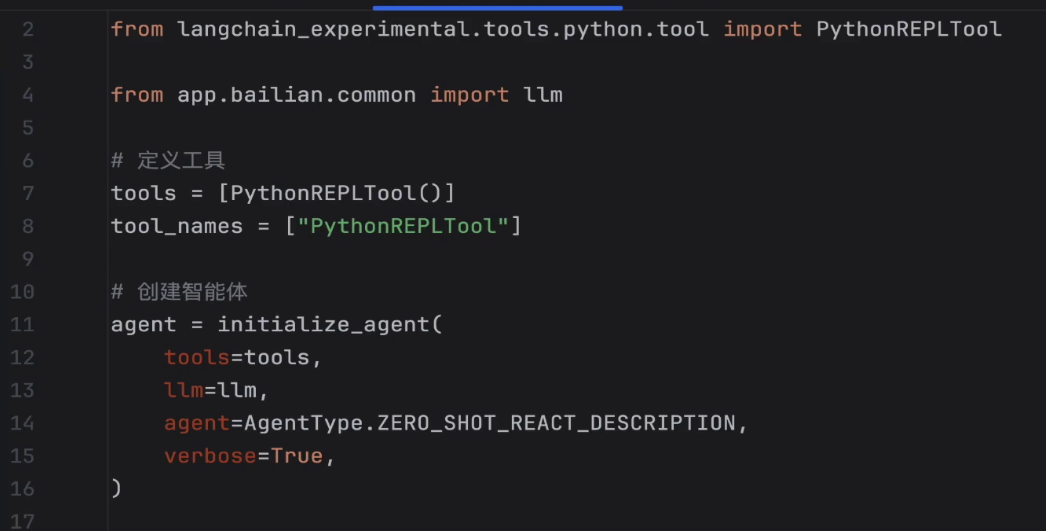 2 from langchain_experimental.tools.python.tool import PythonREPLTool
3
4 from app.bailian.common import llm
5
6 # 定义工具
7 tools = [PythonREPLTool()]
8 tool_names = ["PythonREPLTool"]
9
10 # 创建智能体
11 agent = initialize_agent(
12     tools=tools,
13     llm=llm,
14     agent=AgentType.ZERO_SHOT_REACT_DESCRIPTION,
15     verbose=True,
16 )
17